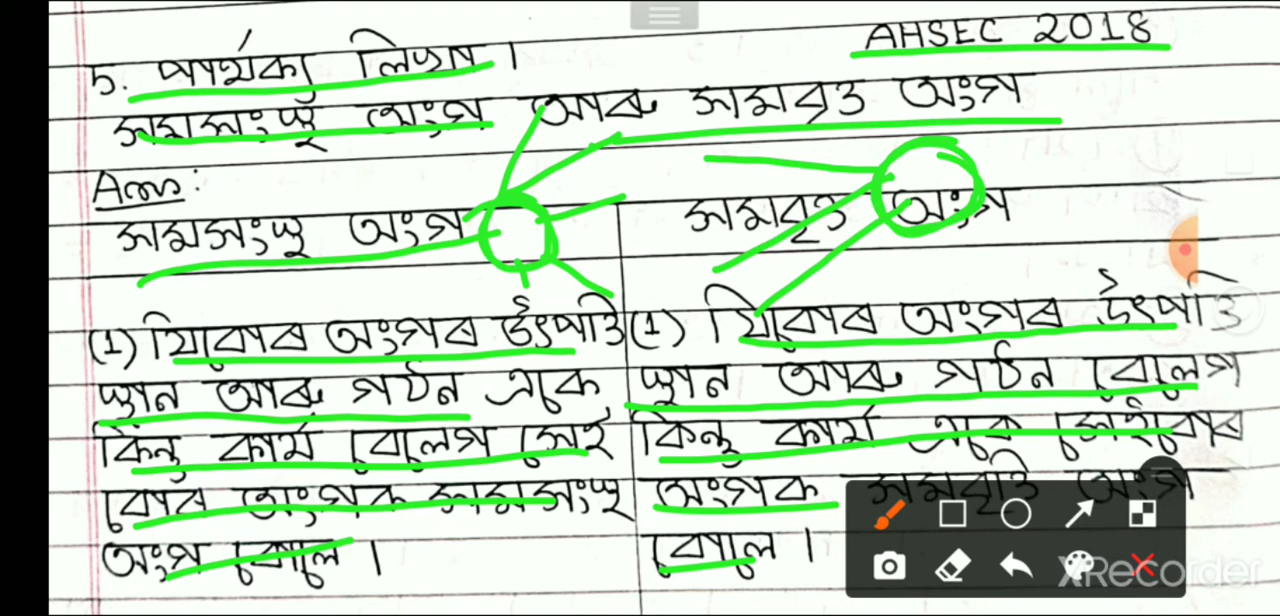 AHSEC 2018
5. পাৰ্থক্য লিখা ।
সমসংস্থ অংগ আৰু সমবৃত্ত অংগ
Ans:
সমসংস্থ অংগ
সমবৃত্ত অংগ
(1) যিবোৰ অংগৰ উৎপত্তি
স্থান আৰু গঠন একে
কিন্তু কাৰ্য বেলেগ সেই
বোৰ অংগক সমসংস্থ
অংগ বোলে ।
(1) যিবোৰ অংগৰ উৎপত্তি
স্থান আৰু গঠন বেলেগ
কিন্তু কাৰ্য একে সেইবোৰ
অংগক সমবৃত্তি অংগ
বোলে ।
XRecorder